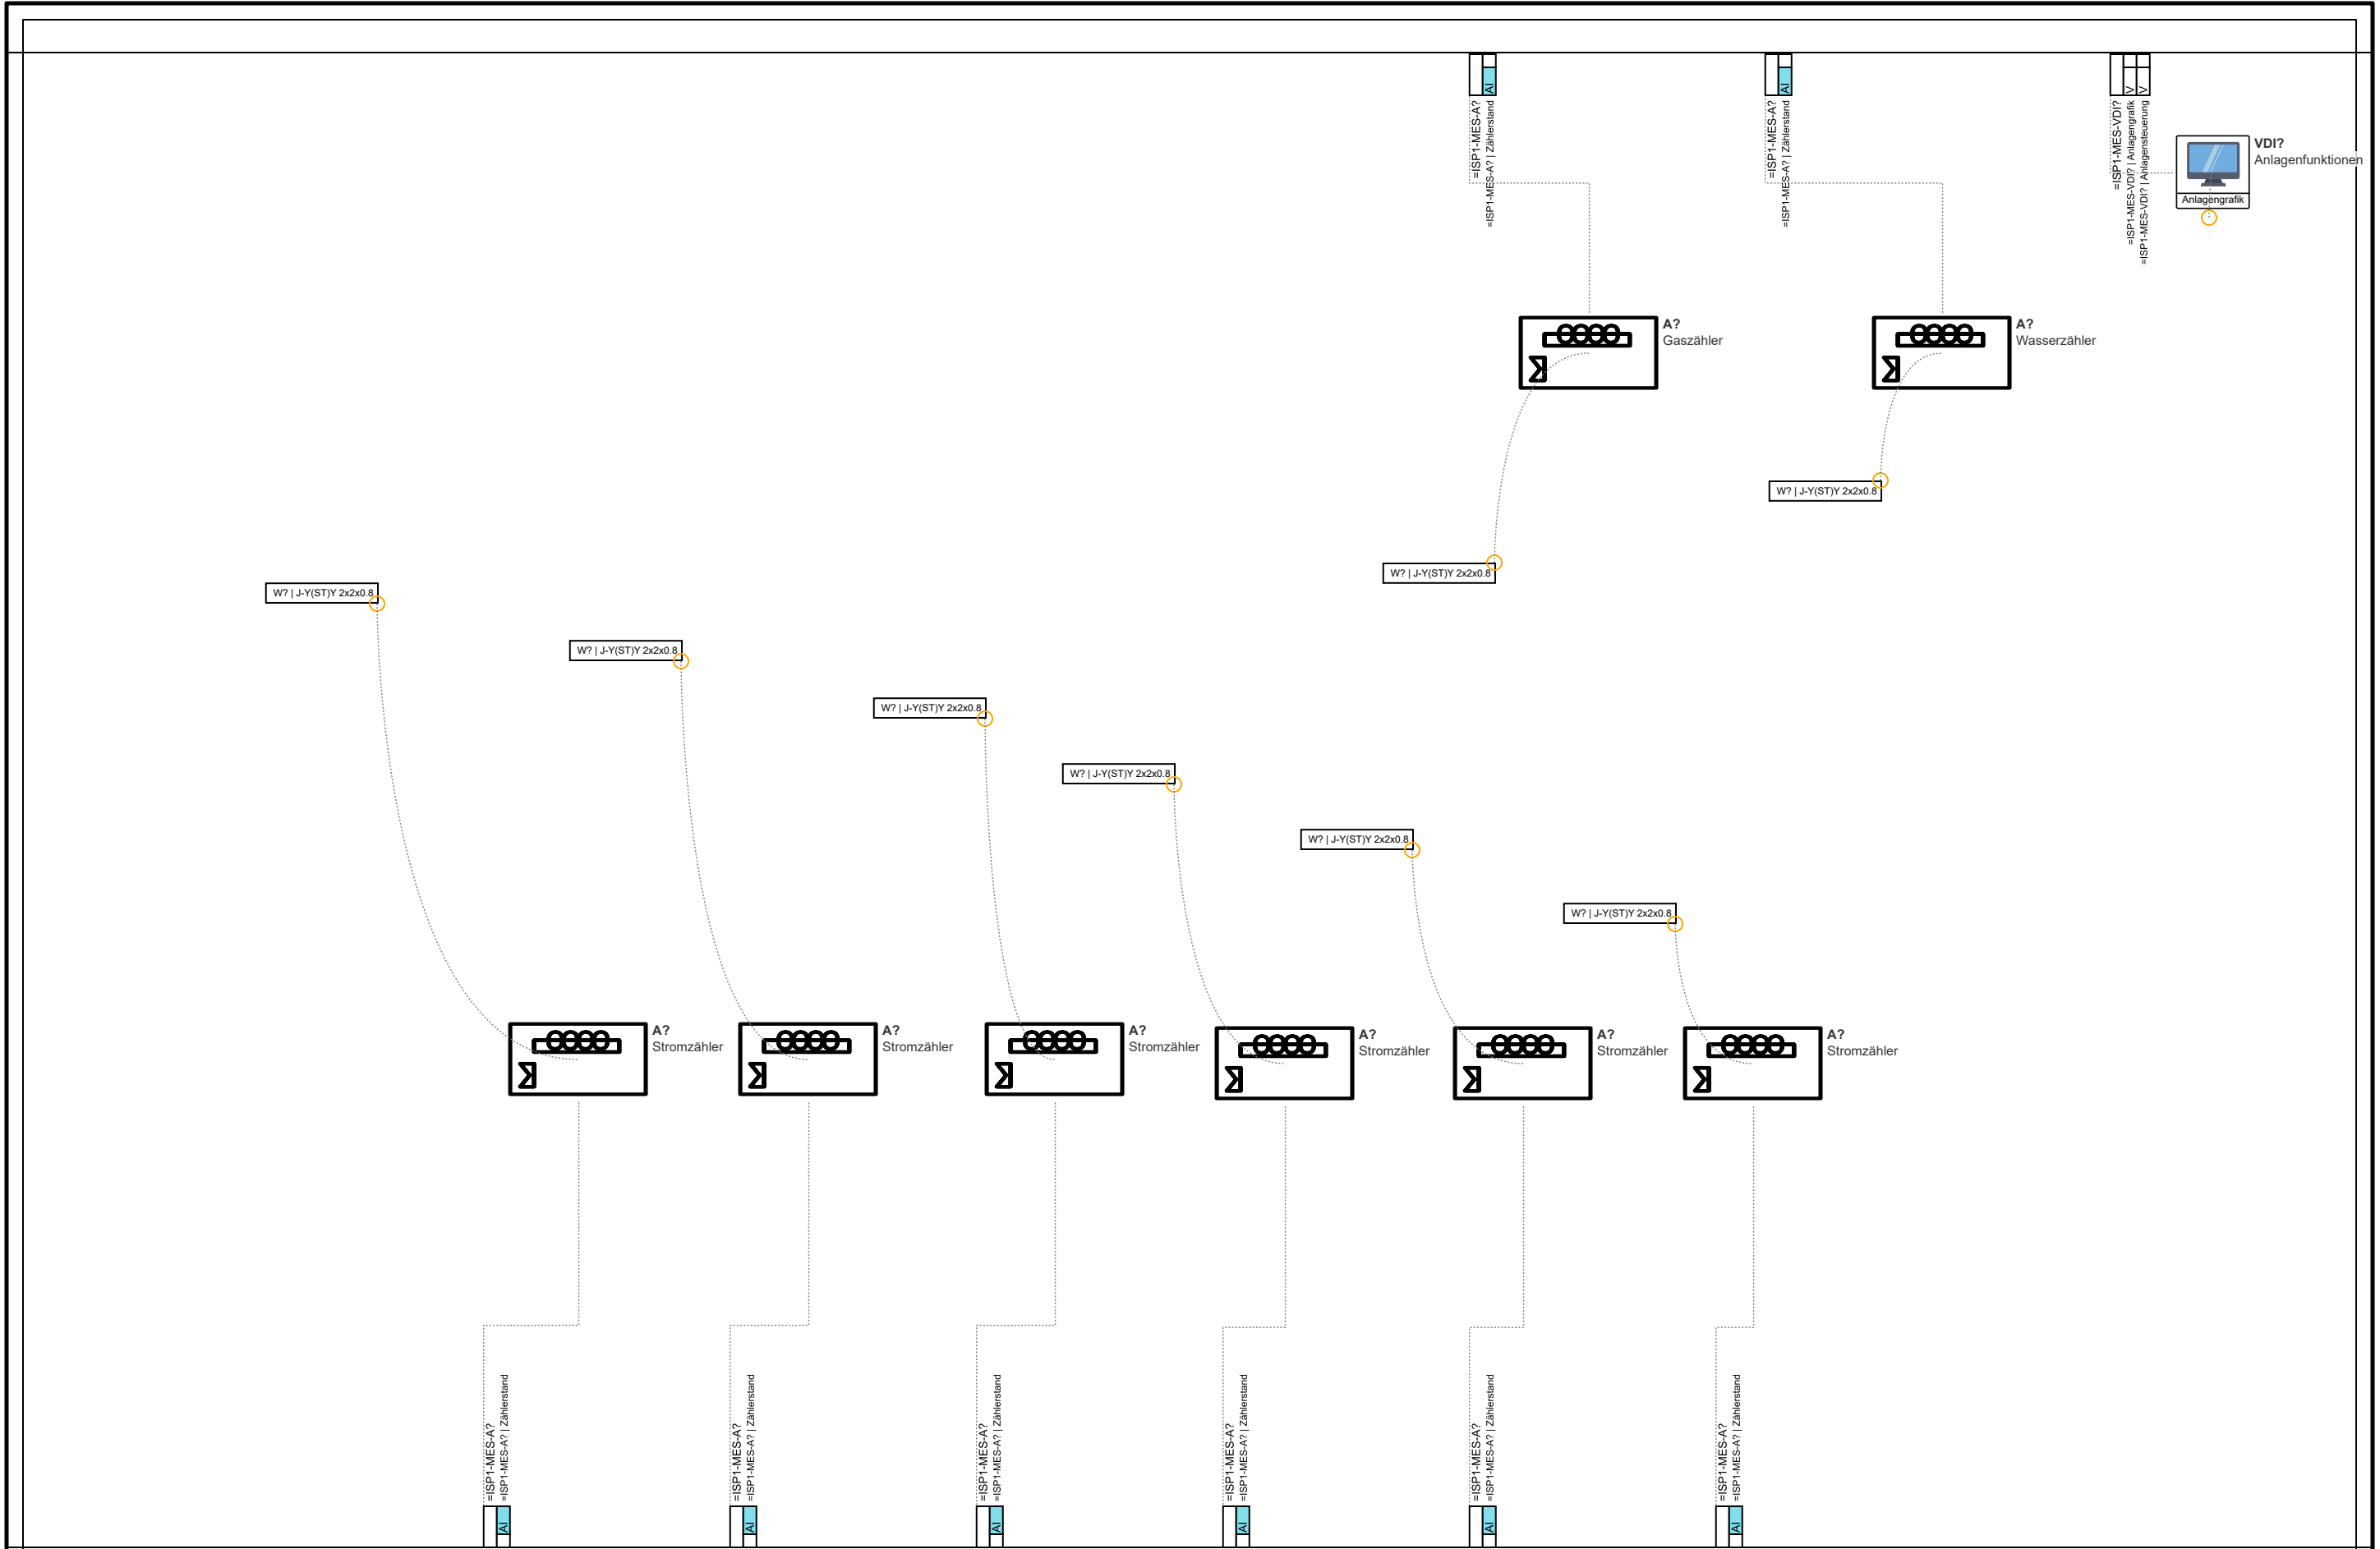 AI
=ISP1-MES-A?
=ISP1-MES-A? | Zählerstand
AI
=ISP1-MES-A?
=ISP1-MES-A? | Zählerstand
V
V
=ISP1-MES-VDI?
=ISP1-MES-VDI? | Anlagengrafik
=ISP1-MES-VDI? | Anlagensteuerung
VDI?
Anlagenfunktionen
Anlagengrafik
A?
Gaszähler
A?
Wasserzähler
W? | J-Y(ST)Y 2x2x0.8
W? | J-Y(ST)Y 2x2x0.8
W? | J-Y(ST)Y 2x2x0.8
W? | J-Y(ST)Y 2x2x0.8
W? | J-Y(ST)Y 2x2x0.8
W? | J-Y(ST)Y 2x2x0.8
W? | J-Y(ST)Y 2x2x0.8
W? | J-Y(ST)Y 2x2x0.8
A?
Stromzähler
A?
Stromzähler
A?
Stromzähler
A?
Stromzähler
A?
Stromzähler
A?
Stromzähler
=ISP1-MES-A?
=ISP1-MES-A? | Zählerstand
AI
=ISP1-MES-A?
=ISP1-MES-A? | Zählerstand
AI
=ISP1-MES-A?
=ISP1-MES-A? | Zählerstand
AI
=ISP1-MES-A?
=ISP1-MES-A? | Zählerstand
AI
=ISP1-MES-A?
=ISP1-MES-A? | Zählerstand
AI
=ISP1-MES-A?
=ISP1-MES-A? | Zählerstand
AI